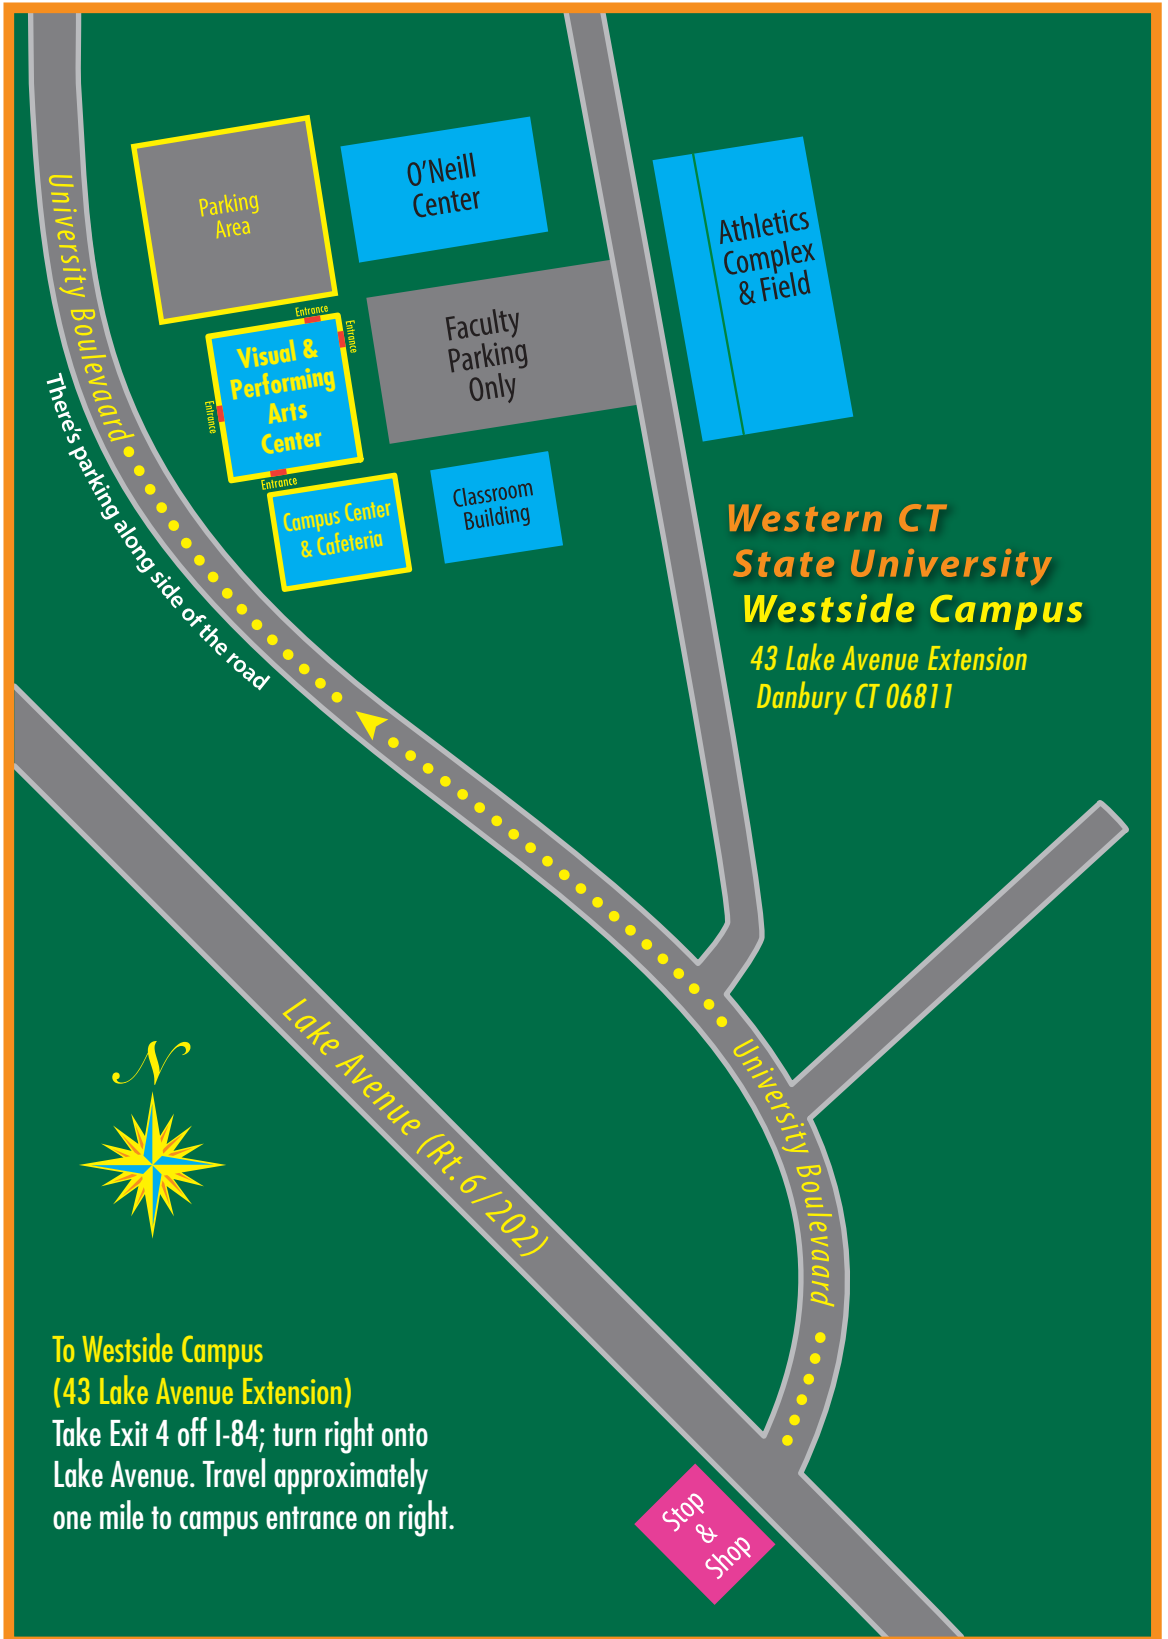 University Boulevaard
Parking
Area
O'Neill
Center
Athletics
Complex
& Field
Entrance
Entrance
Entrance
Entrance
Visual &
Performing
Arts
Center
Faculty
Parking
Only
Campus Center
& Cafeteria
Classroom
Building
There's parking along side of the road
Western CT
State University
Westside Campus
43 Lake Avenue Extension
Danbury CT 06811
University Boulevaard
Lake Avenue (Rt.6/202)
N
To Westside Campus
(43 Lake Avenue Extension)
Take Exit 4 off I-84; turn right onto
Lake Avenue. Travel approximately
one mile to campus entrance on right.
Stop
&
Shop